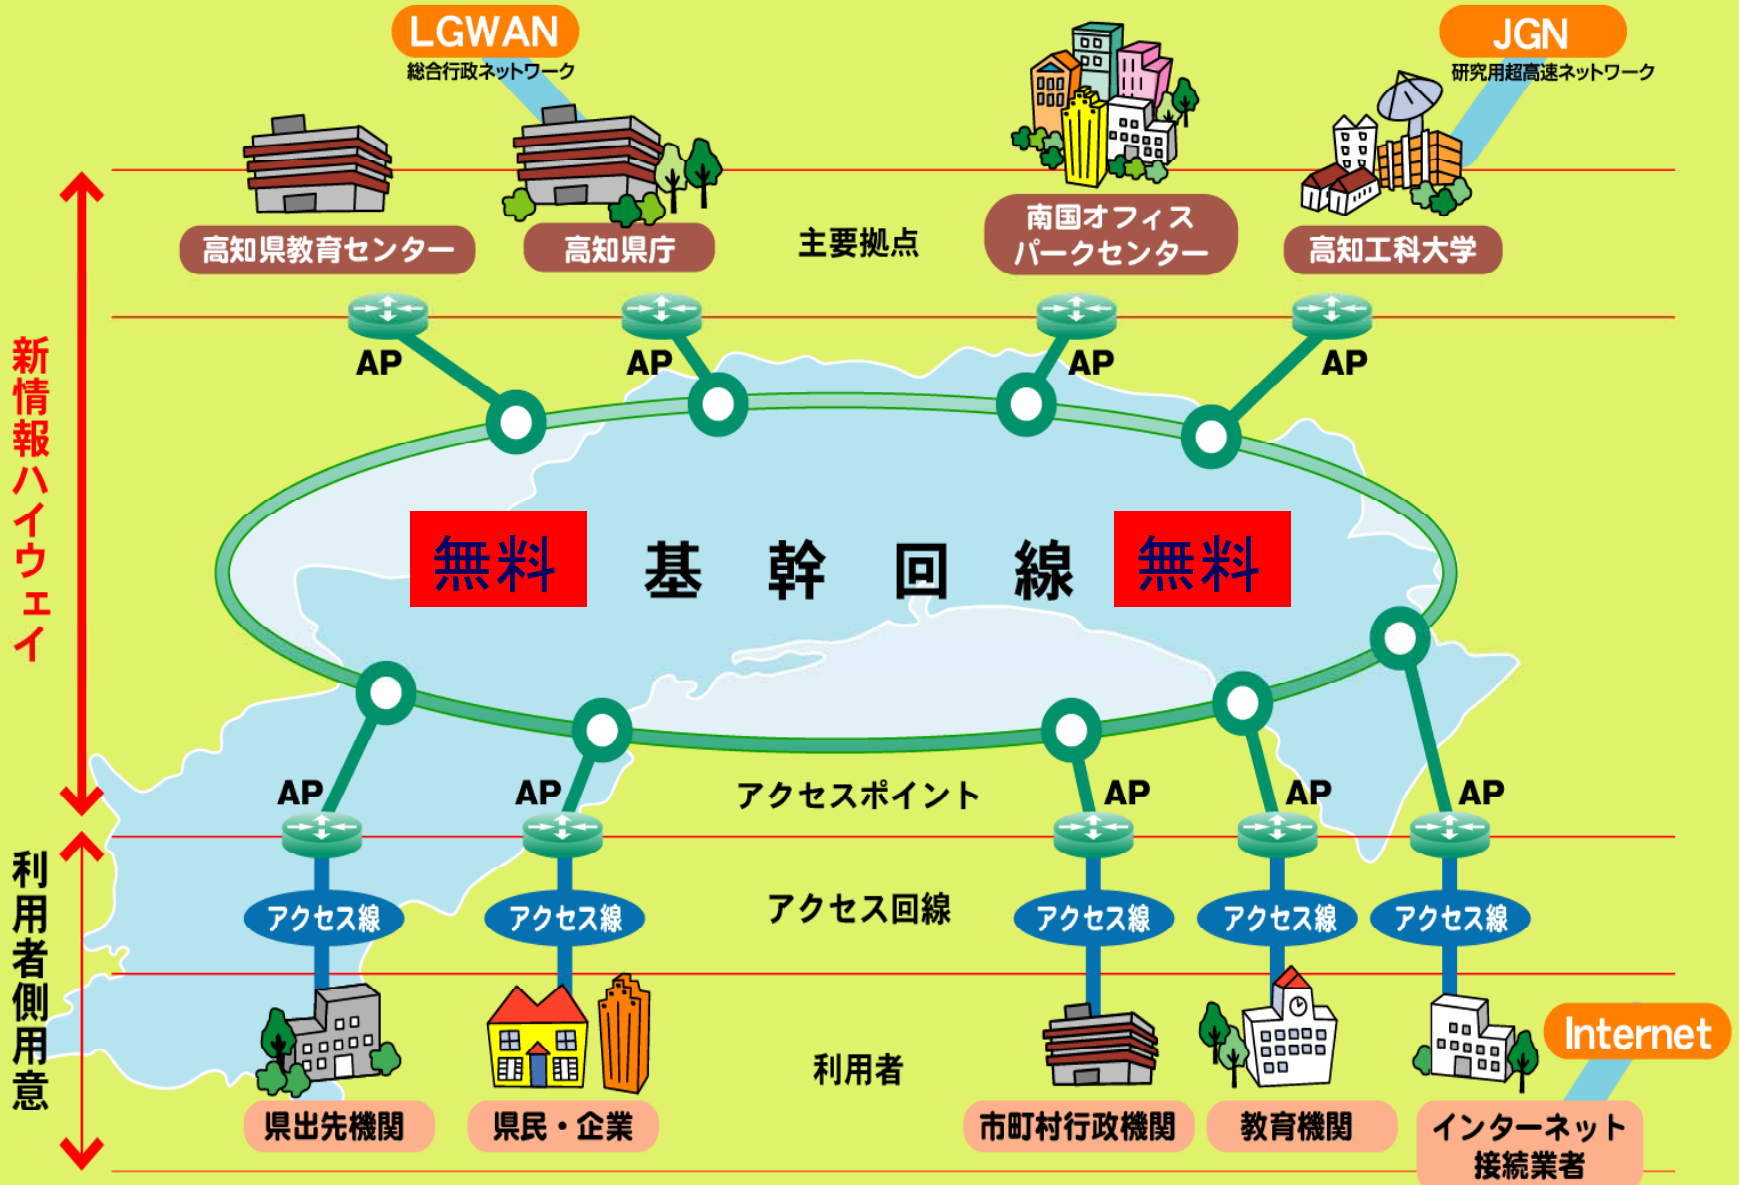 LGWAN
総合行政ネットワーク
JGN
研究用超高速ネットワーク
高知県教育センター
高知県庁
主要拠点
南国オフィス
パークセンター
高知工科大学
AP
AP
AP
AP
新情報ハイウェイ
無料
基幹回線
無料
AP
AP
アクセスポイント
AP
AP
AP
利用者側用意
アクセス線
アクセス線
アクセス回線
アクセス線
アクセス線
アクセス線
利用者
Internet
県出先機関
県民・企業
市町村行政機関
教育機関
インターネット
接続業者